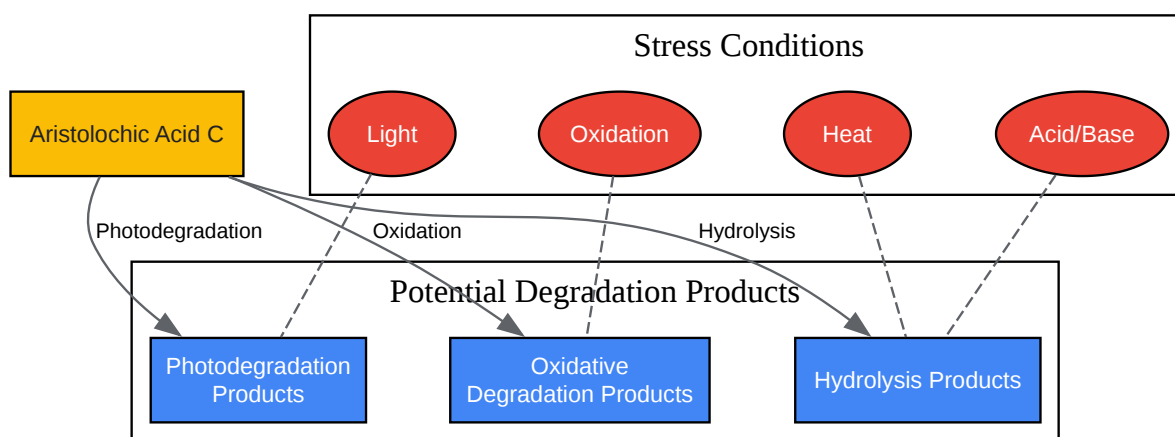 Stress Conditions
Aristolochic Acid C
Light
Oxidation
Heat
Acid/Base
Photodegradation
Oxidation
Hydrolysis
Potential Degradation Products
Photodegradation
Products
Oxidative
Degradation Products
Hydrolysis Products